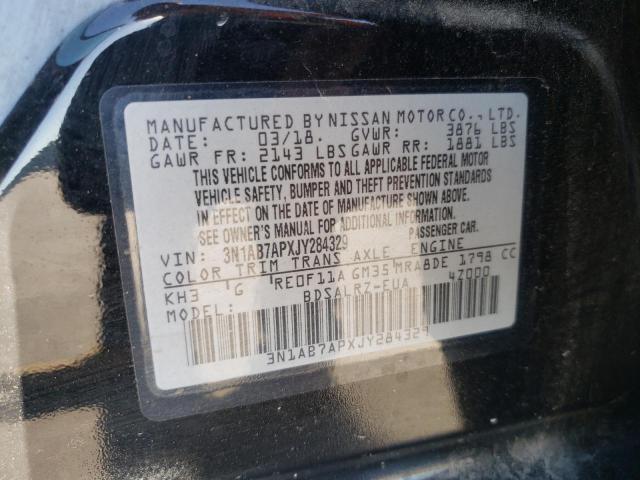 MANUFACTURED BY NISSAN MOTOR CO., LTD.
DATE: 03/18. GVWR: 3876 LBS
GAWR FR: 2143 LBS GAWR RR: 1881 LBS
THIS VEHICLE CONFORMS TO ALL APPLICABLE FEDERAL MOTOR
VEHICLE SAFETY, BUMPER AND THEFT PREVENTION STANDARDS
IN EFFECT ON THE DATE OF MANUFACTURE SHOWN ABOVE.
SEE OWNER'S MANUAL FOR ADDITIONAL INFORMATION.
VIN: 3N1AB7APXJY284329 PASSENGER CAR.
COLOR TRIM TRANS AXLE ENGINE
KH3 G RE0F11A GM35 MRA8DE 1798 CC
MODEL: BDSALRZ-EUA 47000
3N1AB7APXJY284329